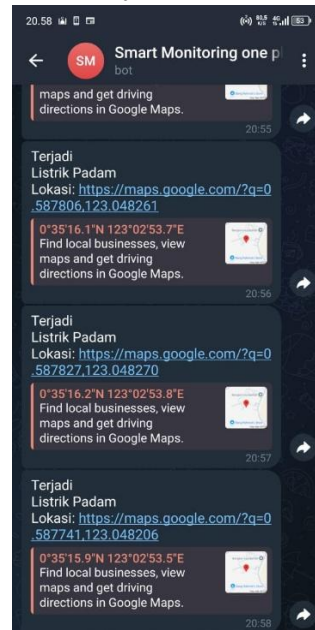 20.58
Smart Monitoring one p
SM
bot
maps and get driving
directions in Google Maps.
20:55
Terjadi
Listrik Padam
Lokasi: https://maps.google.com/?q=0
.587806,123.048261
0°35'16.1"N 123°02'53.7"E
Find local businesses, view
maps and get driving
directions in Google Maps.
20:56
Terjadi
Listrik Padam
Lokasi: https://maps.google.com/?q=0
.587827,123.048270
0°35'16.2"N 123°02'53.8"E
Find local businesses, view
maps and get driving
directions in Google Maps.
20:57
Terjadi
Listrik Padam
Lokasi: https://maps.google.com/?q=0
.587741,123.048206
0°35'15.9"N 123°02'53.5"E
Find local businesses, view
maps and get driving
directions in Google Maps.
20:58